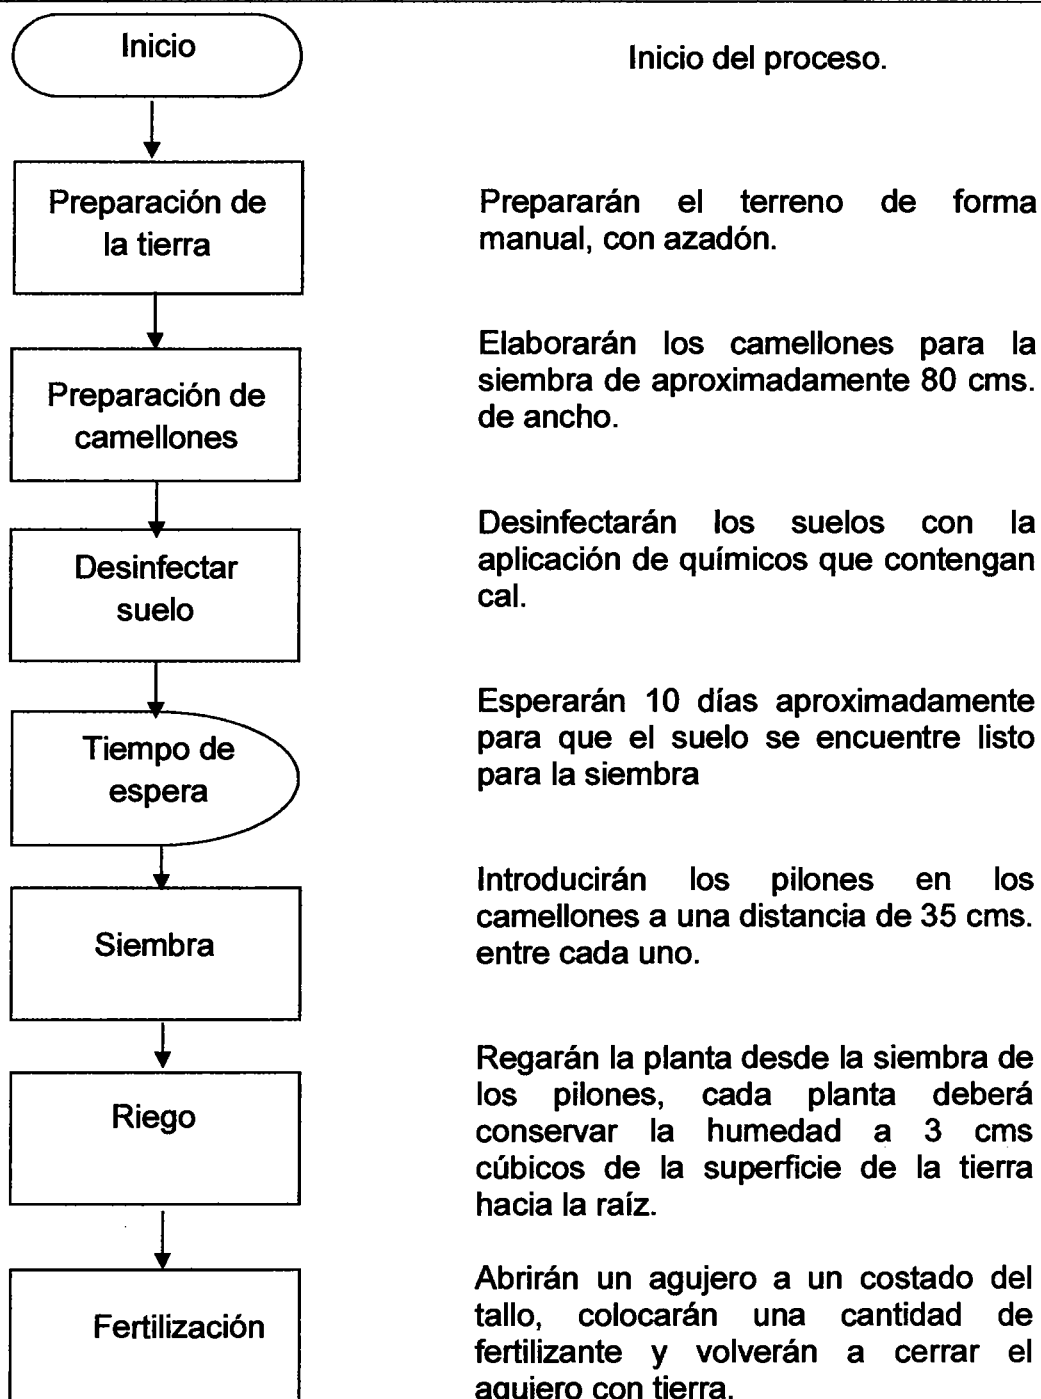 Inicio
Inicio del proceso.
Preparación de
la tierra
Prepararán el terreno de forma
manual, con azadón.
Preparación de
camellones
Elaborarán los camellones para la
siembra de aproximadamente 80 cms.
de ancho.
Desinfectar
suelo
Desinfectarán los suelos con la
aplicación de químicos que contengan
cal.
Tiempo de
espera
Esperarán 10 días aproximadamente
para que el suelo se encuentre listo
para la siembra
Siembra
Introducirán los pilones en los
camellones a una distancia de 35 cms.
entre cada uno.
Riego
Regarán la planta desde la siembra de
los pilones, cada planta deberá
conservar la humedad a 3 cms
cúbicos de la superficie de la tierra
hacia la raíz.
Fertilización
Abrirán un agujero a un costado del
tallo, colocarán una cantidad de
fertilizante y volverán a cerrar el
agujero con tierra.